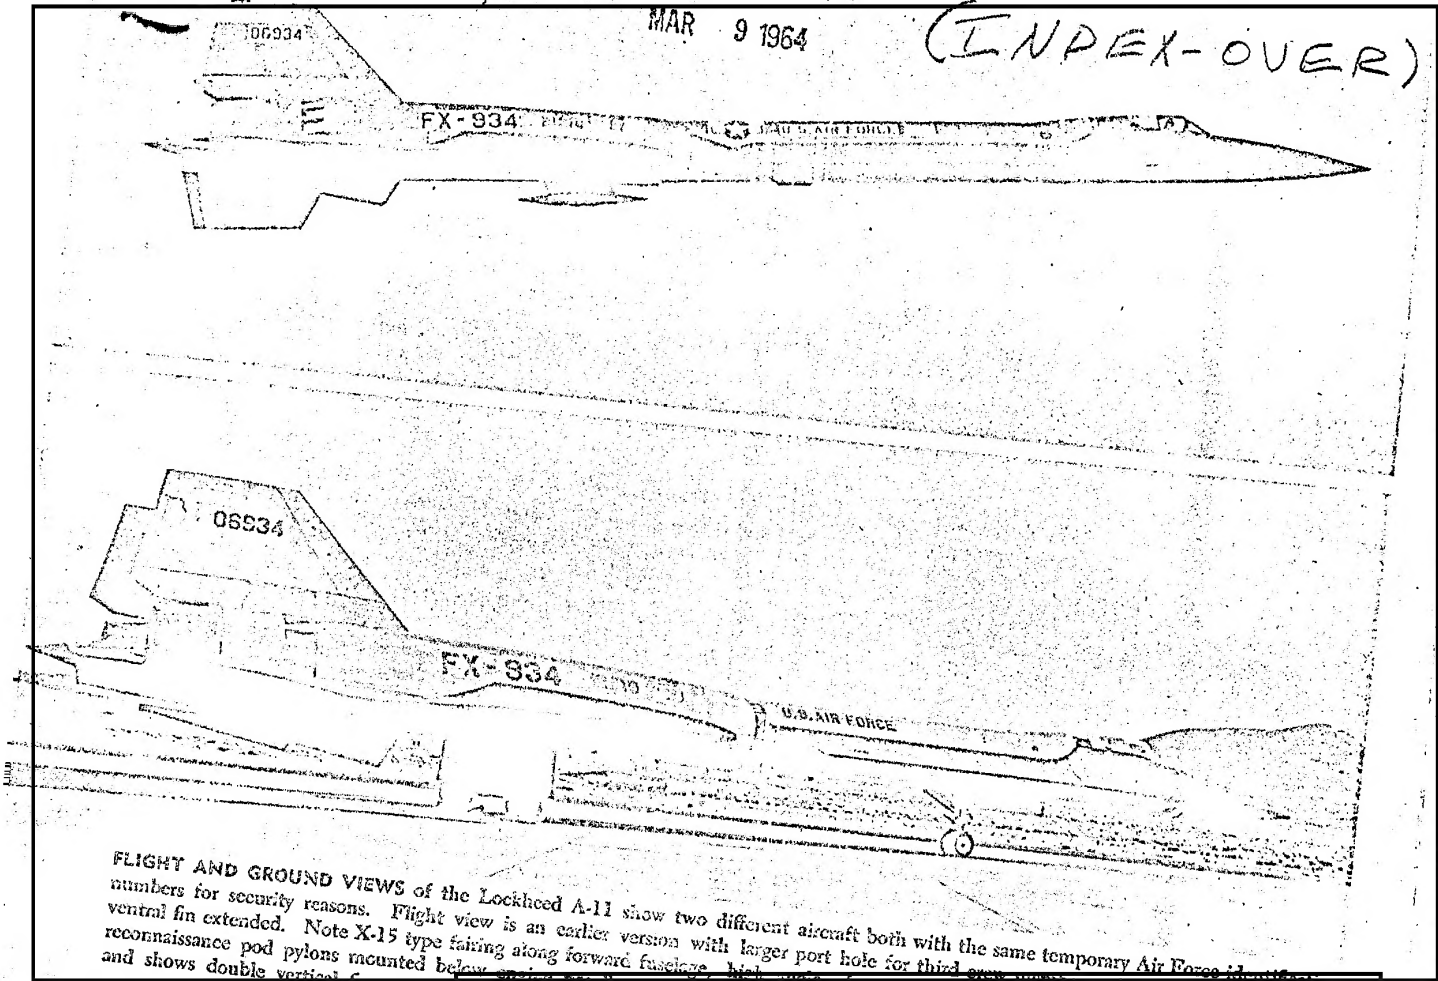 MAR 9 1964
(INDEX-OVER)
06934
FX-934
U.S. AIR FORCE
06934
FX-934
U.S. AIR FORCE
FLIGHT AND GROUND VIEWS of the Lockheed A-11 show two different aircraft both with the same temporary Air Force
numbers for security reasons. Flight view is an earlier version with larger port hole for third crew
ventral fin extended. Note X-15 type fairing along forward fuselage, high
reconnaissance pod pylons mounted below
and shows double vertical